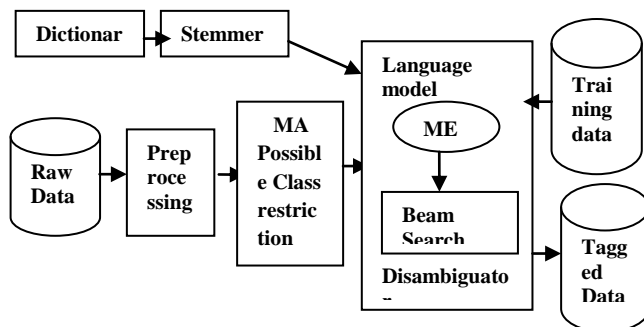 Dictionar
Stemmer
Language
model
ME
Beam
Search
Disambiguato
Trai
ning
data
Raw
Data
Prep
roce
ssing
MA
Possibl
e Class
restric
tion
Tagg
ed
Data